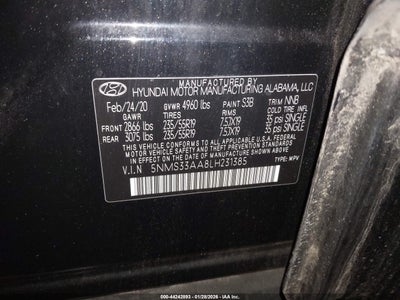 MANUFACTURED BY
HYUNDAI MOTOR MANUFACTURING ALABAMA, LLC
Feb/24/20 GVWR 4960 lbs PAINT S3B TRIM NNB
GAWR TIRES RIMS COLD TIRE INFL
FRONT 2866 lbs 235/55R19 7.5JX19 35 PSI SINGLE
REAR 3075 lbs 235/55R19 7.5JX19 35 PSI SINGLE
THIS VEHICLE CONFORMS TO ALL APPLICABLE
FEDERAL MOTOR VEHICLE SAFETY AND THEFT
PREVENTION STANDARDS IN EFFECT ON THE DATE
OF MANUFACTURE SHOWN ABOVE.
V.I.N 5NMS33AA8LH231385 TYPE: MPV
000-44242093 - 01/28/2026 - IAA Inc.